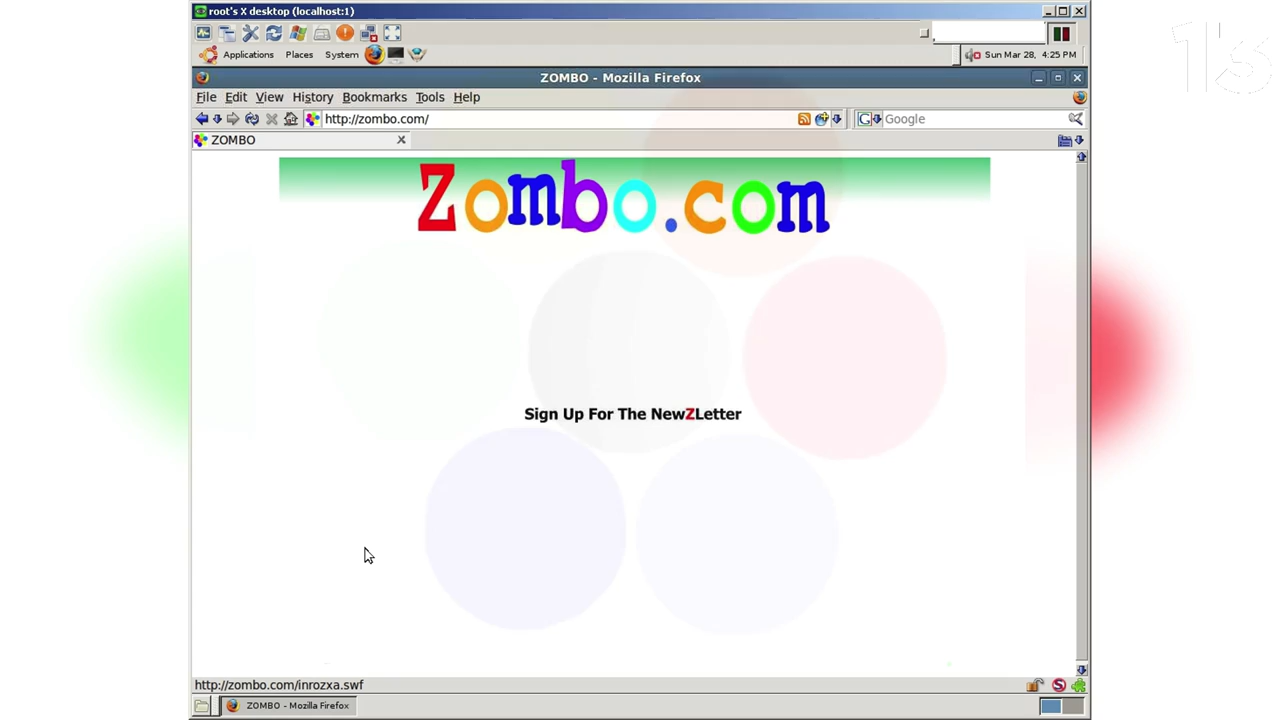 13
root's X desktop (localhost:1)
Applications Places System Sun Mar 28, 4:25 PM
ZOMBO - Mozilla Firefox
File Edit View History Bookmarks Tools Help
http://zombo.com/ G Google
ZOMBO
Zombo.com
Sign Up For The NewZLetter
http://zombo.com/inrozxa.swf
ZOMBO - Mozilla Firefox